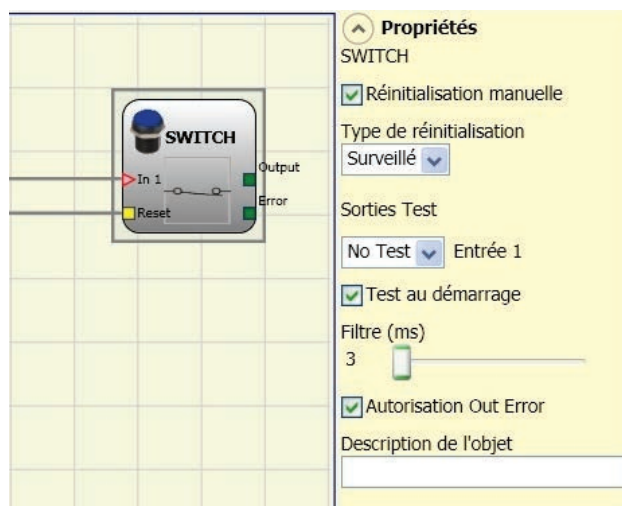 SWITCH
In 1
Reset
Output
Error
Propriétés
SWITCH
Réinitialisation manuelle
Type de réinitialisation
Surveillé
Sorties Test
No Test Entrée 1
Test au démarrage
Filtre (ms)
3
Autorisation Out Error
Description de l'objet